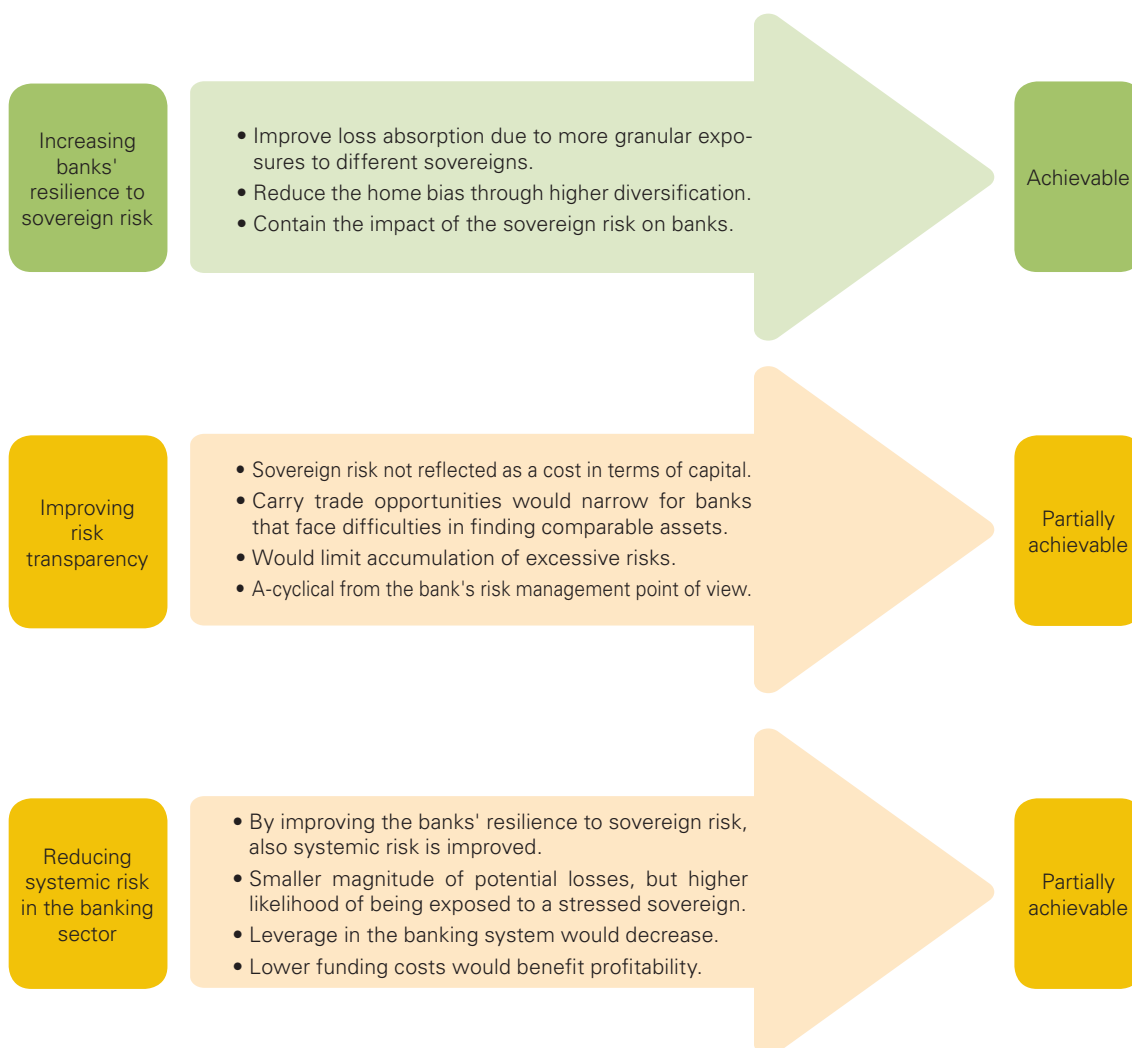 Increasing
banks'
resilience to
sovereign risk
• Improve loss absorption due to more granular expo-
sures to different sovereigns.
• Reduce the home bias through higher diversification.
• Contain the impact of the sovereign risk on banks.
Achievable
Improving
risk
transparency
• Sovereign risk not reflected as a cost in terms of capital.
• Carry trade opportunities would narrow for banks
that face difficulties in finding comparable assets.
• Would limit accumulation of excessive risks.
• A-cyclical from the bank's risk management point of view.
Partially
achievable
Reducing
systemic risk
in the banking
sector
• By improving the banks' resilience to sovereign risk,
also systemic risk is improved.
• Smaller magnitude of potential losses, but higher
likelihood of being exposed to a stressed sovereign.
• Leverage in the banking system would decrease.
• Lower funding costs would benefit profitability.
Partially
achievable